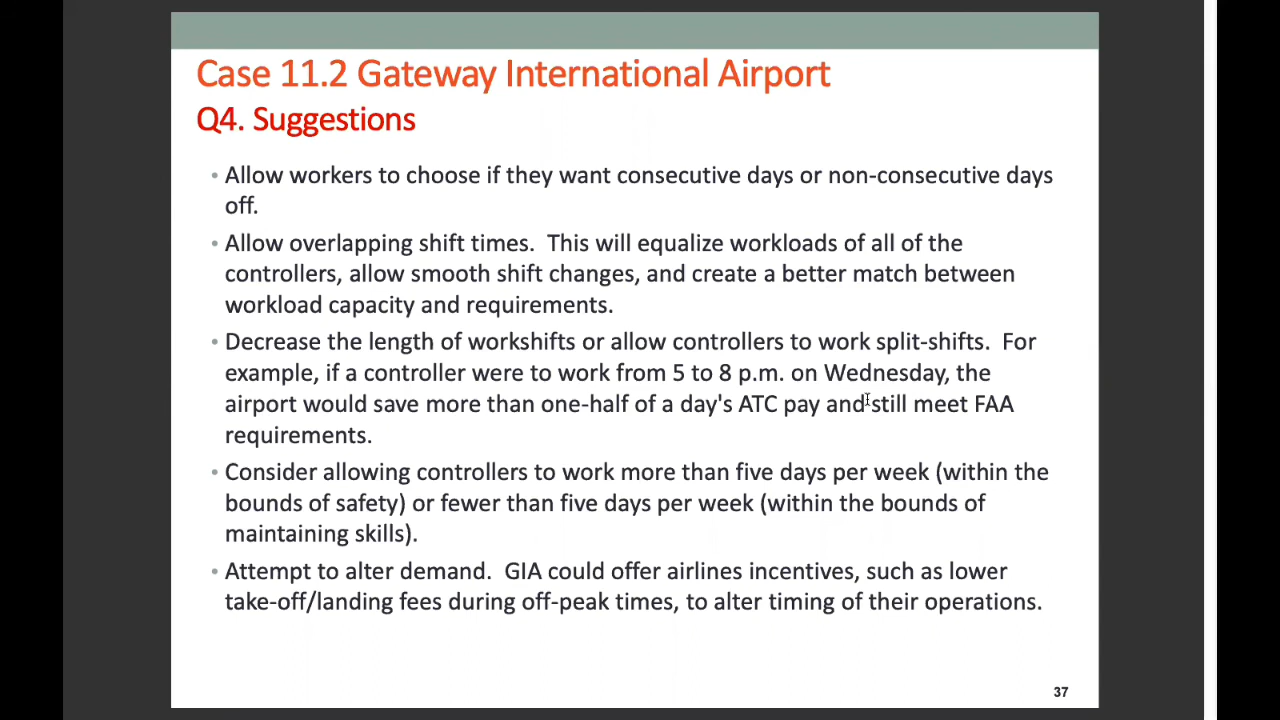 Case 11.2 Gateway International Airport
Q4. Suggestions
• Allow workers to choose if they want consecutive days or non-consecutive days
off.
• Allow overlapping shift times.  This will equalize workloads of all of the
controllers, allow smooth shift changes, and create a better match between
workload capacity and requirements.
• Decrease the length of workshifts or allow controllers to work split-shifts.  For
example, if a controller were to work from 5 to 8 p.m. on Wednesday, the
airport would save more than one-half of a day's ATC pay and still meet FAA
requirements.
• Consider allowing controllers to work more than five days per week (within the
bounds of safety) or fewer than five days per week (within the bounds of
maintaining skills).
• Attempt to alter demand.  GIA could offer airlines incentives, such as lower
take-off/landing fees during off-peak times, to alter timing of their operations.
37